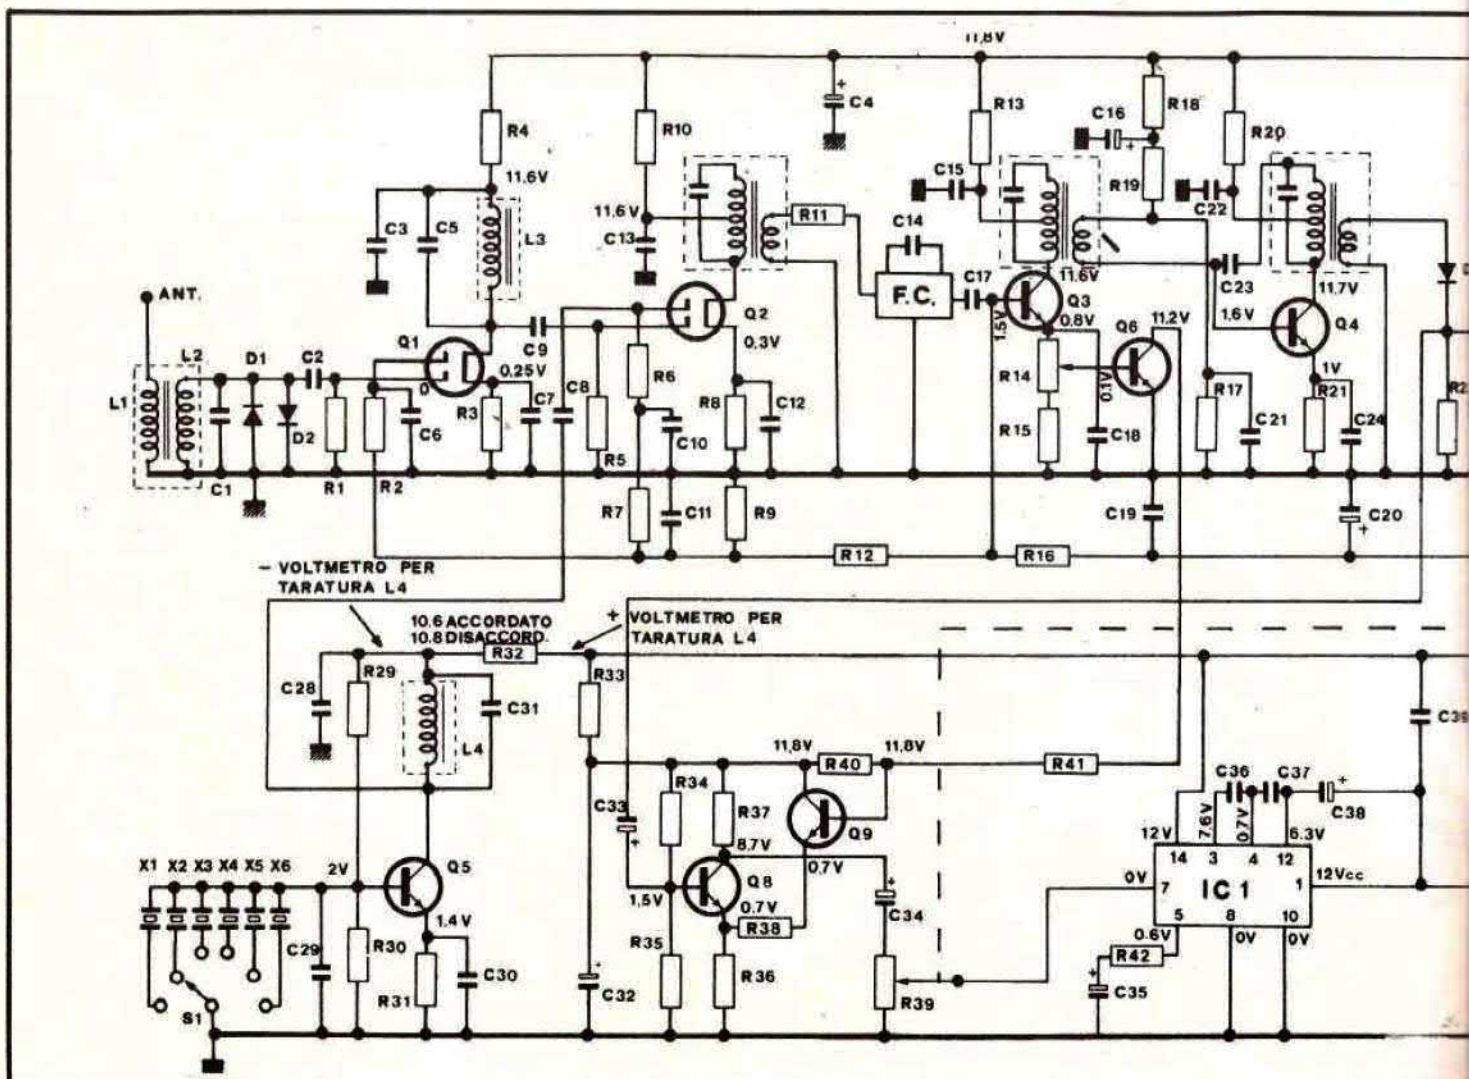 11,8V
R4
R10
C4
R13
C16
R18
R20
C15
R19
C22
11.6V
11.6V
C3
C5
L3
C13
R11
C14
F.C.
C17
11.6V
Q3
C23
11,7V
ANT.
Q1
C9
Q2
1.5V
0.8V
Q6
11,2V
1,6V
Q4
L2
D1
C2
0,25V
0,3V
L1
0
R3
C7
C8
R6
R8
C12
R14
0.1V
R17
1V
R21
D2
C6
C10
R15
C18
C21
C24
C1
R1
R2
R5
R7
C11
R9
C19
C20
R12
R16
− VOLTMETRO PER
TARATURA L4
10.6 ACCORDATO
10.8 DISACCORD.
+ VOLTMETRO PER
TARATURA L4
R32
R29
R33
C28
C31
L4
11,8V
R40
11,8V
R41
C39
R34
C36
C37
C33
R37
Q9
7.6V
0.7V
C38
12V
6.3V
8,7V
X1
X2
X3
X4
X5
X6
2V
Q5
Q8
0,7V
14
3
4
12
IC1
0V
7
1
12Vcc
1,5V
0.7V
R38
C34
5
8
10
1.4V
0.6V
0V
0V
C29
R30
C30
R35
R42
R31
C32
R36
R39
C35
S1